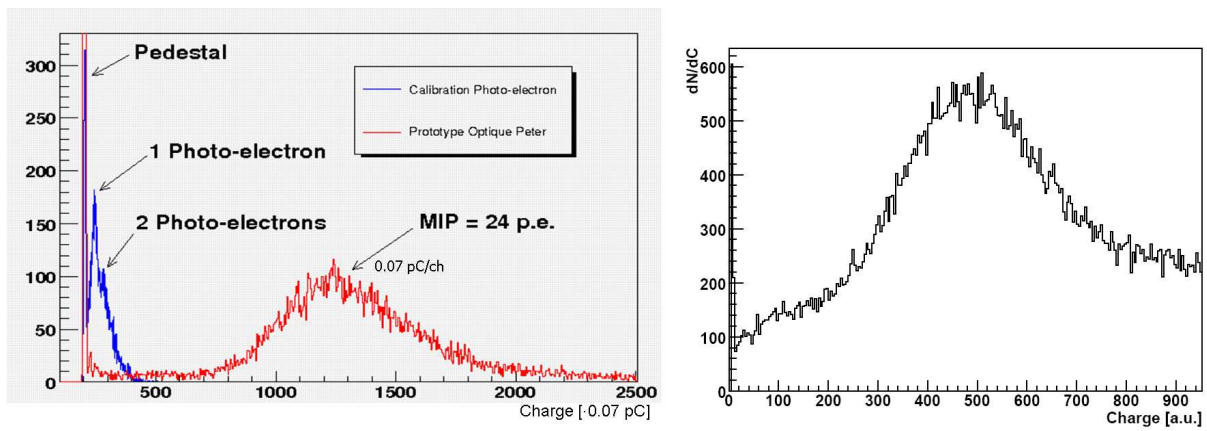 Pedestal
300
Calibration Photo-electron
250
Prototype Optique Peter
200
1 Photo-electron
150
2 Photo-electrons
MIP = 24 p.e.
100
0.07 pC/ch
50
0
500 1000 1500 2000 2500
Charge [·0.07 pC]
dN/dC
600
500
400
300
200
100
0
0 100 200 300 400 500 600 700 800 900
Charge [a.u.]